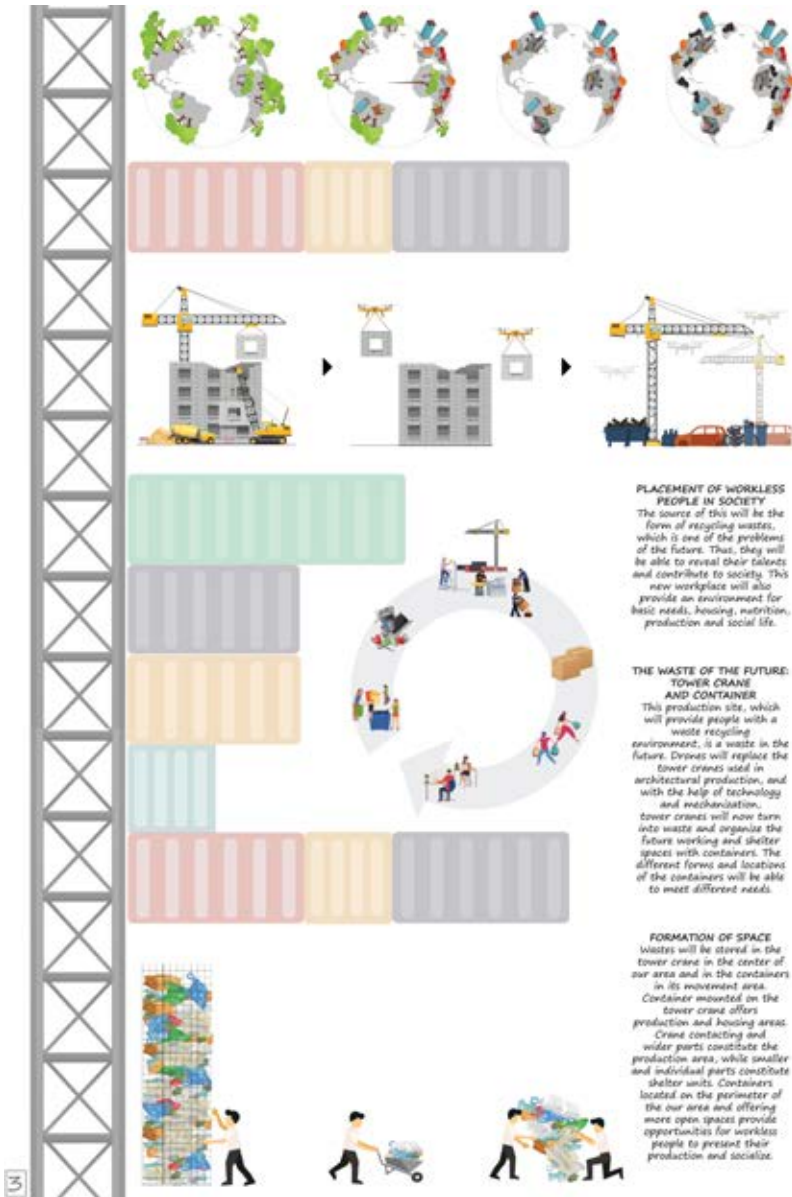 PLACEMENT OF WORKLESS
PEOPLE IN SOCIETY
The source of this will be the
form of recycling wastes,
which is one of the problems
of the future. Thus, they will
be able to reveal their talents
and contribute to society. This
new workplace will also
provide an environment for
basic needs, housing, nutrition,
production and social life.
THE WASTE OF THE FUTURE:
TOWER CRANE
AND CONTAINER
This production site, which
will provide people with a
waste recycling
environment, is a waste in the
future. Drones will replace the
tower cranes used in
architectural production, and
with the help of technology
and mechanization,
tower cranes will now turn
into waste and organize the
future working and shelter
spaces with containers. The
different forms and locations
of the containers will be able
to meet different needs.
FORMATION OF SPACE
Wastes will be stored in the
tower crane in the center of
our area and in the containers
in its movement area.
Container mounted on the
tower crane offers
production and housing areas.
Crane contacting and
wider parts constitute the
production area, while smaller
and individual parts constitute
shelter units. Containers
located on the perimeter of
the our area and offering
more open spaces provide
opportunities for workless
people to present their
production and socialize.
3